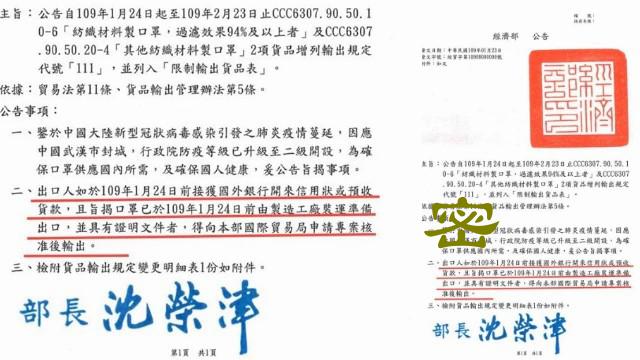 主旨：公告自109年1月24日起至109年2月23日止CCC6307.90.50.1
0-6「紡織材料製口罩，過濾效果94%及以上者」及CCC6307
.90.50.20-4「其他紡織材料製口罩」2項貨品增列輸出規定
代號「111」，並列入「限制輸出貨品表」。
依據：貿易法第11條、貨品輸出管理辦法第5條。
公告事項：
一、鑒於中國大陸新型冠狀病毒感染引發之肺炎疫情蔓延，因應
中國武漢市封城，行政院防疫等級已升級至二級開設，為確
保口罩供應國內所需，及確保國人健康，爰公告旨揭事項。
二、出口人如於109年1月24日前接獲國外銀行開來信用狀或預收
貨款，且旨揭口罩已於109年1月24日前由製造工廠裝運準備
出口，並具有證明文件者，得向本部國際貿易局申請專案核
准後輸出。
三、檢附貨品輸出規定變更明細表1份如附件。
部長 沈榮津
第1頁 共1頁
經濟部 公告
發文日期：中華民國109年01月23日
附件：如文
主旨：公告自109年1月24日起至109年2月23日止CCC6307.90.50.1
0-6「紡織材料製口罩，過濾效果94%及以上者」及CCC6307
.90.50.20-4「其他紡織材料製口罩」2項貨品增列輸出規定
代號「111」，並列入「限制輸出貨品表」。
依據：貿易法第11條、貨品輸出管理辦法第5條。
公告事項：
密
一、鑒於中國大陸新型冠狀病毒感染引發之肺炎疫情蔓延，因應
中國武漢市封城，行政院防疫等級已升級至二級開設，為確
保口罩供應國內所需，及確保國人健康，爰公告旨揭事項。
二、出口人如於109年1月24日前接獲國外銀行開來信用狀或預收
貨款，且旨揭口罩已於109年1月24日前由製造工廠裝運準備
出口，並具有證明文件者，得向本部國際貿易局申請專案核
准後輸出。
三、檢附貨品輸出規定變更明細表1份如附件。
部長 沈榮津
第1頁 共1頁